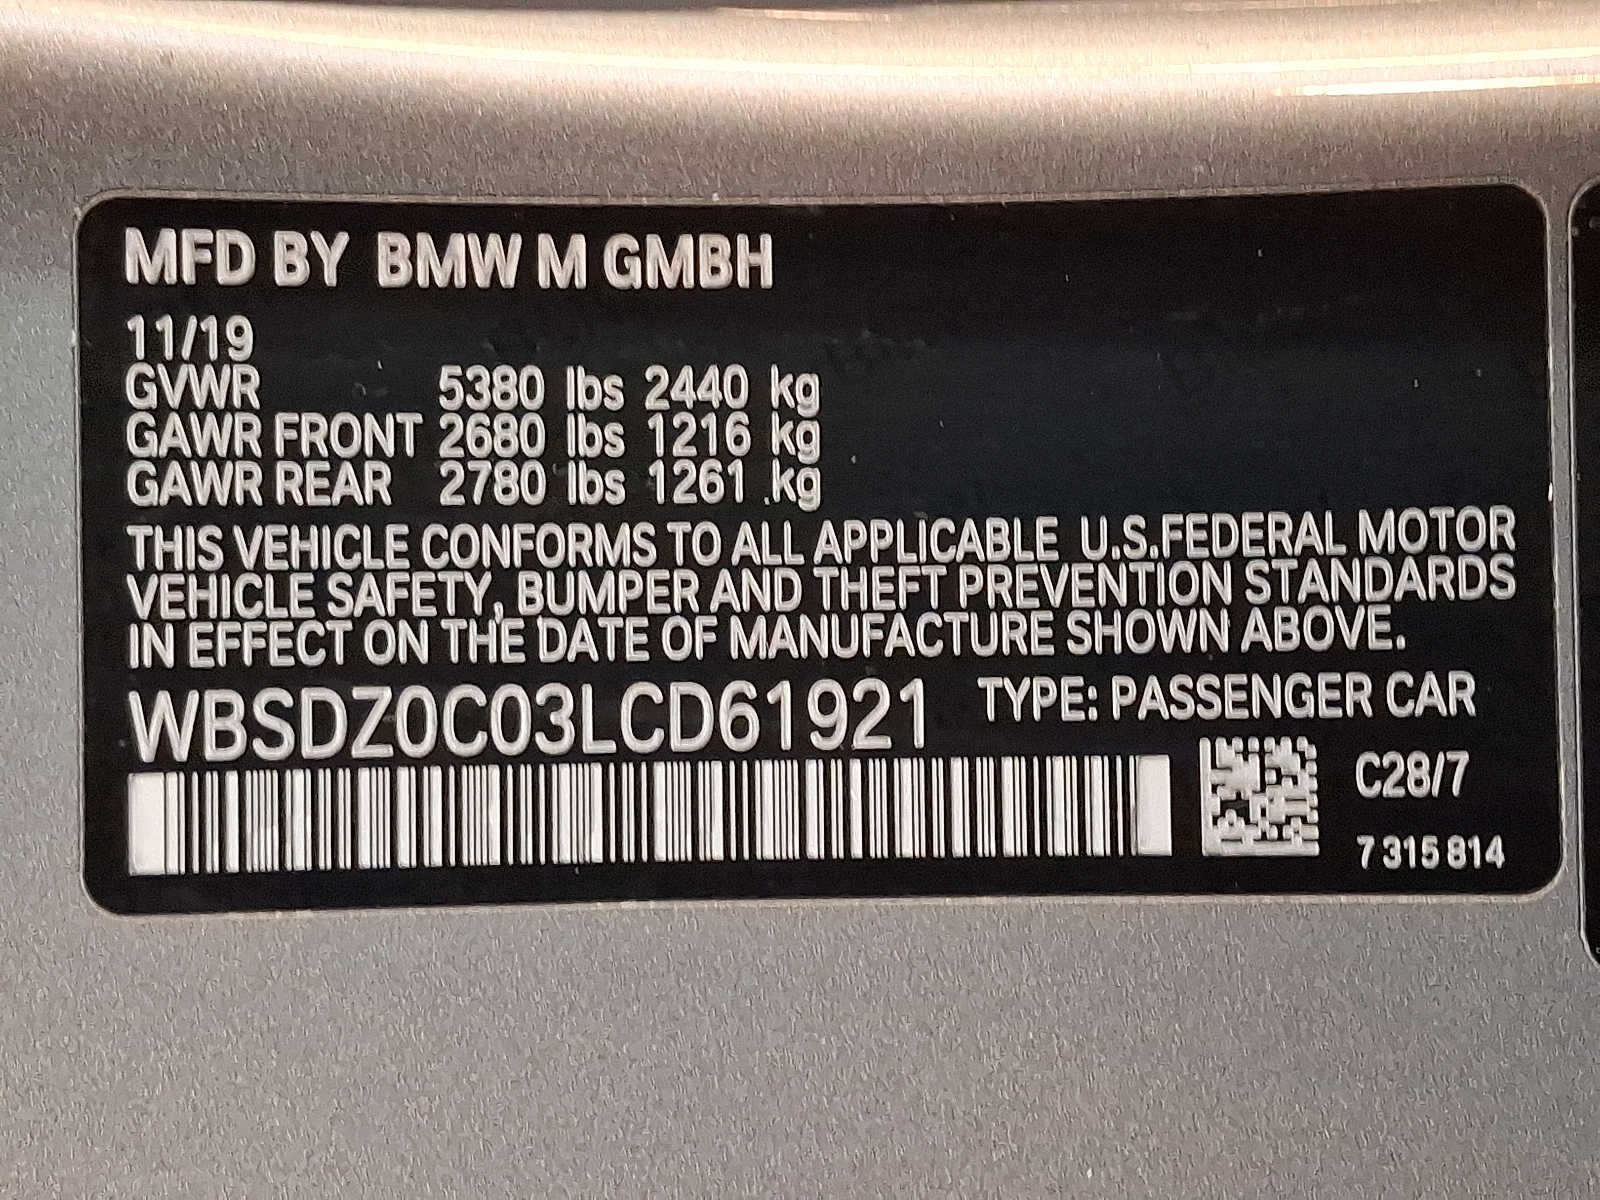 MFD BY BMW M GMBH
11/19
GVWR 5380 lbs 2440 kg
GAWR FRONT 2680 lbs 1216 kg
GAWR REAR 2780 lbs 1261 kg
THIS VEHICLE CONFORMS TO ALL APPLICABLE U.S.FEDERAL MOTOR
VEHICLE SAFETY, BUMPER AND THEFT PREVENTION STANDARDS
IN EFFECT ON THE DATE OF MANUFACTURE SHOWN ABOVE.
WBSDZ0C03LCD61921 TYPE: PASSENGER CAR
C28/7
7 315 814